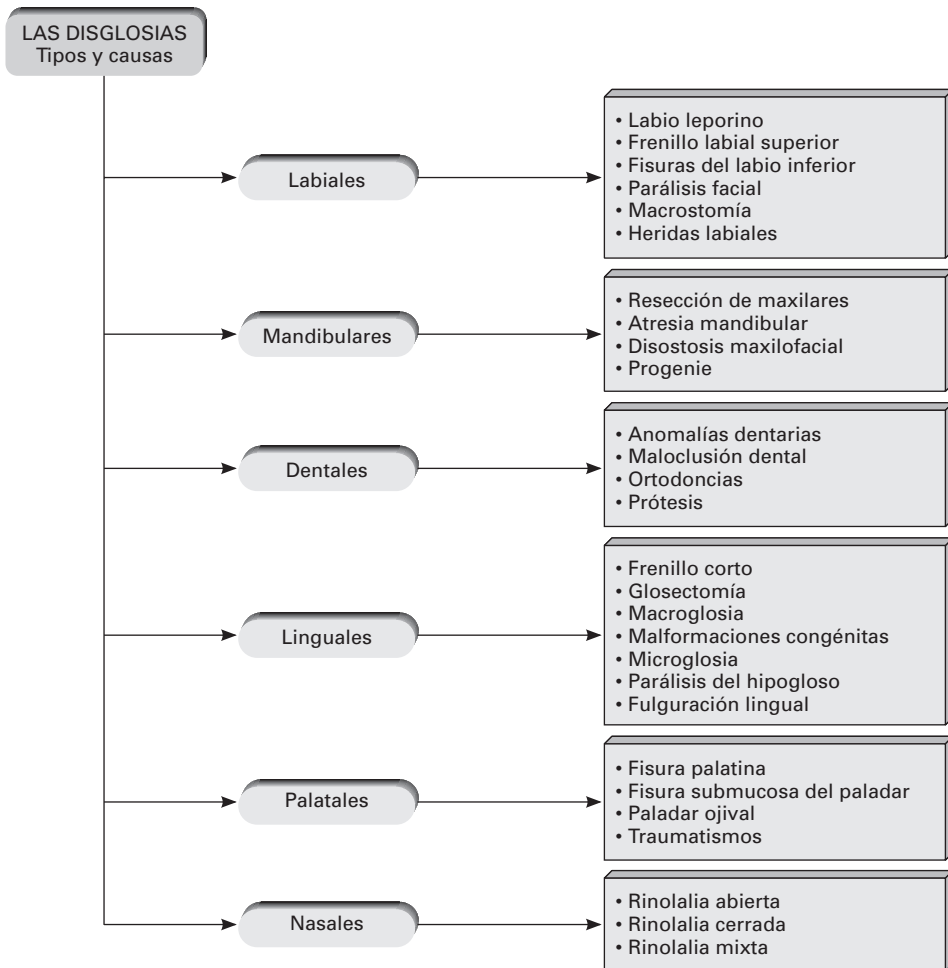 LAS DISGLOSIAS
Tipos y causas
Labiales
• Labio leporino
• Frenillo labial superior
• Fisuras del labio inferior
• Parálisis facial
• Macrostomía
• Heridas labiales
Mandibulares
• Resección de maxilares
• Atresia mandibular
• Disostosis maxilofacial
• Progenie
Dentales
• Anomalías dentarias
• Maloclusión dental
• Ortodoncias
• Prótesis
Linguales
• Frenillo corto
• Glosectomía
• Macroglosia
• Malformaciones congénitas
• Microglosia
• Parálisis del hipogloso
• Fulguración lingual
Palatales
• Fisura palatina
• Fisura submucosa del paladar
• Paladar ojival
• Traumatismos
Nasales
• Rinolalia abierta
• Rinolalia cerrada
• Rinolalia mixta